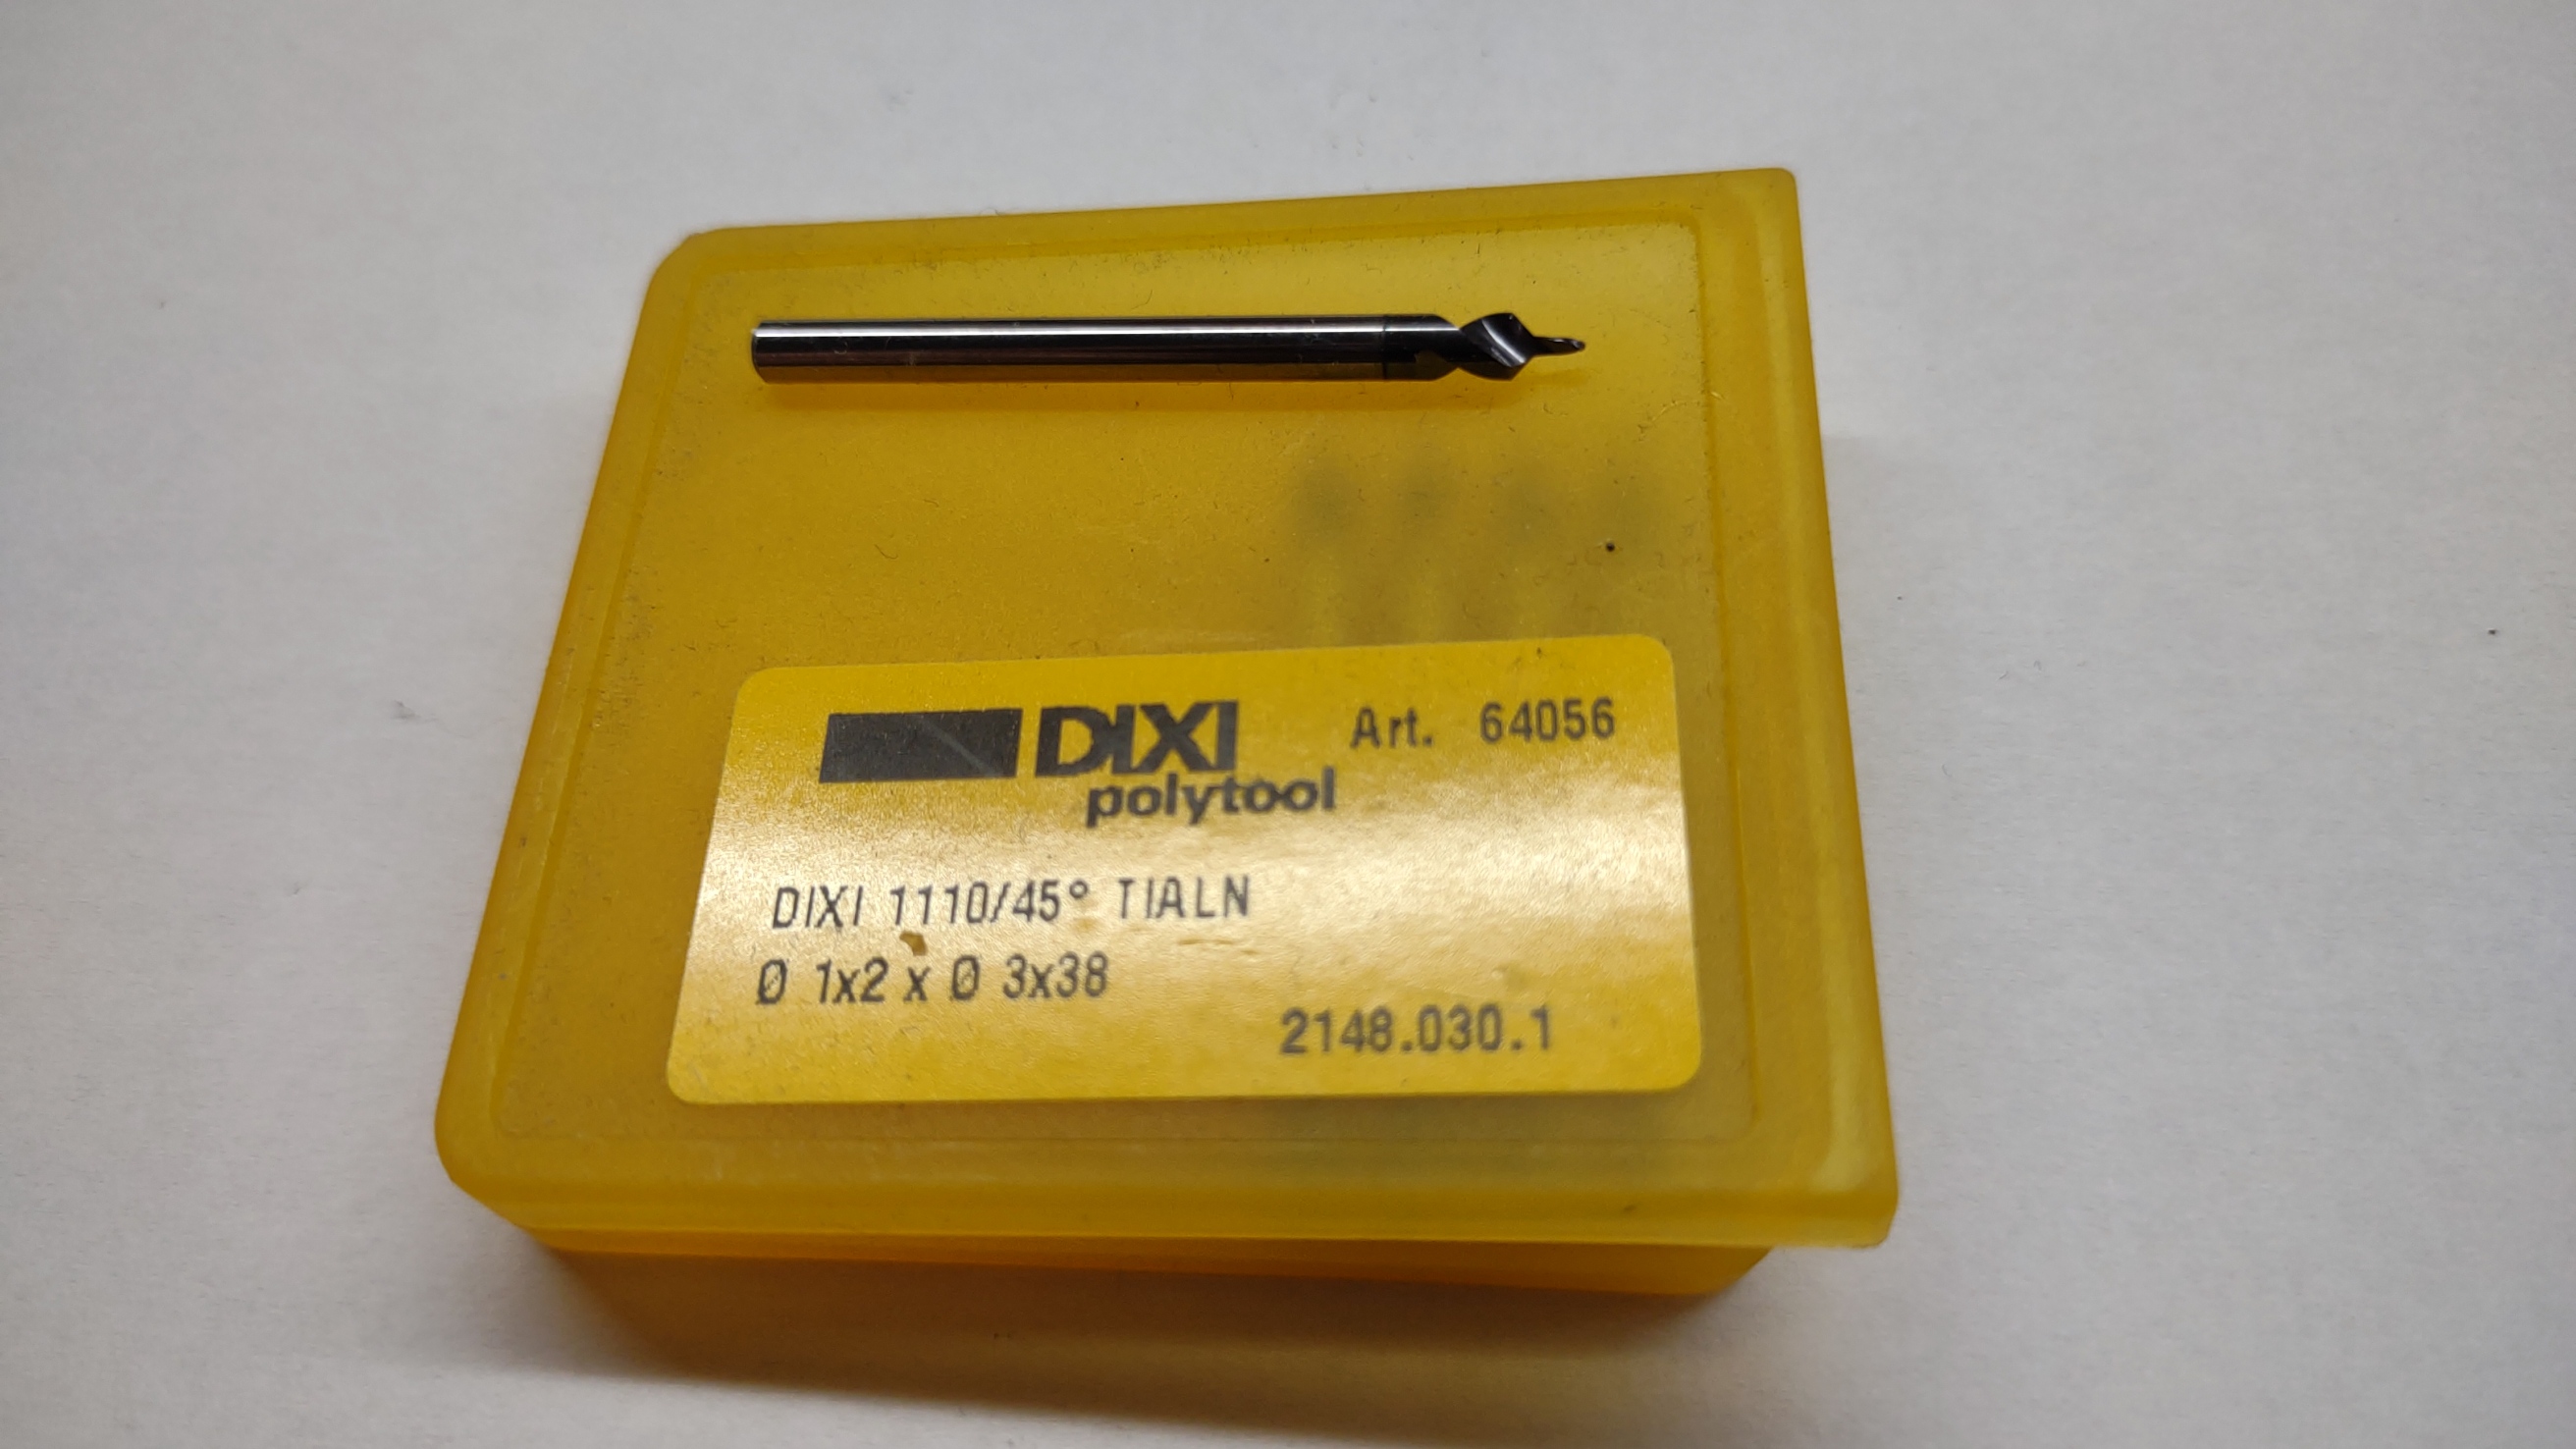 DIXI Art. 64056
polytool
DIXI 1110/45° TIALN
Ø 1x2 x Ø 3x38
2148.030.1